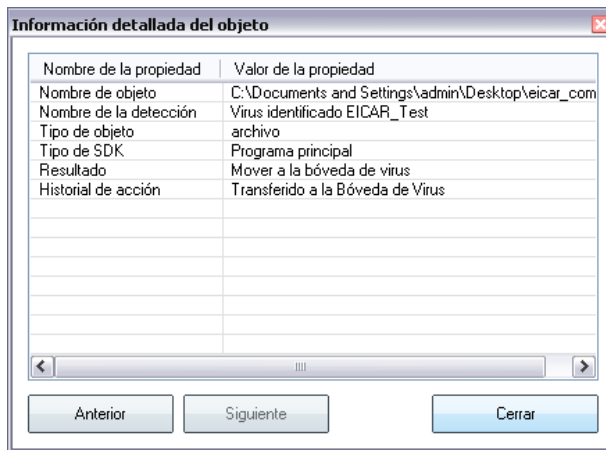 Información detallada del objeto
Nombre de la propiedad Valor de la propiedad
Nombre de objeto C:\Documents and Settings\admin\Desktop\eicar_com
Nombre de la detección Virus identificado EICAR_Test
Tipo de objeto archivo
Tipo de SDK Programa principal
Resultado Mover a la bóveda de virus
Historial de acción Transferido a la Bóveda de Virus
Anterior Siguiente Cerrar